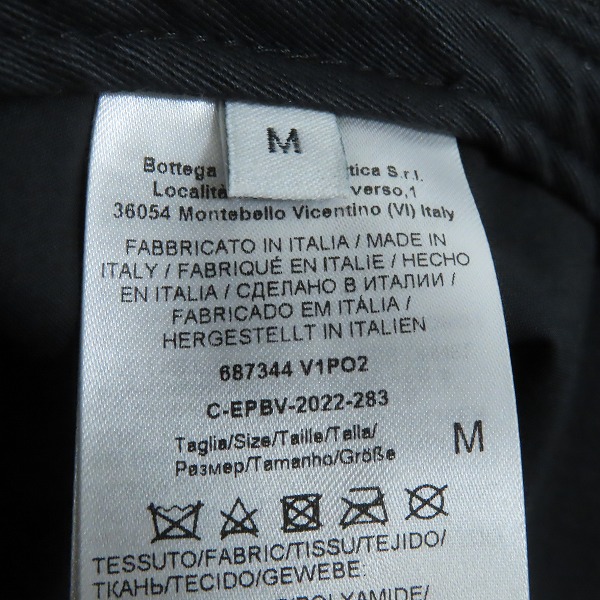 M
Bottega tica S.r.l.
Località verso,1
36054 Montebello Vicentino (VI) Italy
FABBRICATO IN ITALIA / MADE IN
ITALY / FABRIQUÉ EN ITALIE / HECHO
EN ITALIA / СДЕЛАНО В ИТАЛИИ /
FABRICADO EM ITÁLIA /
HERGESTELLT IN ITALIEN
687344 V1PO2
C-EPBV-2022-283
Taglia/Size/Taille/Talla/
Размер/Tamanho/Größe M
TESSUTO/FABRIC/TISSU/TEJIDO/
ТКАНЬ/TECIDO/GEWEBE: